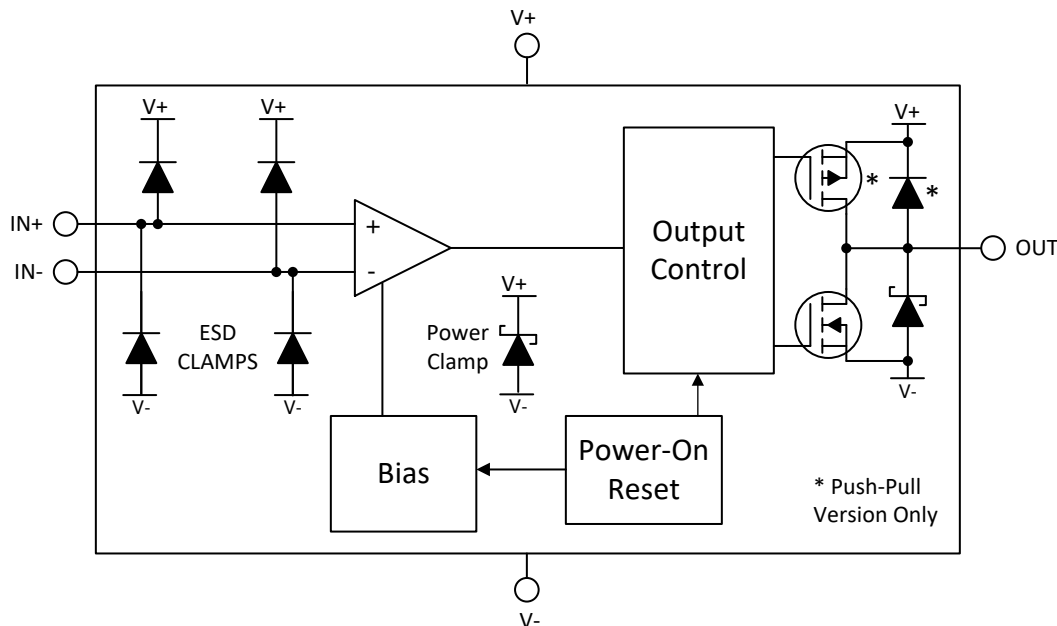 V+
V+
V+
V+
IN+
+
*
*
IN-
-
Output
Control
OUT
ESD
CLAMPS
Power
Clamp
V+
V-
V-
V-
V-
Bias
Power-On
Reset
* Push-Pull
Version Only
V-